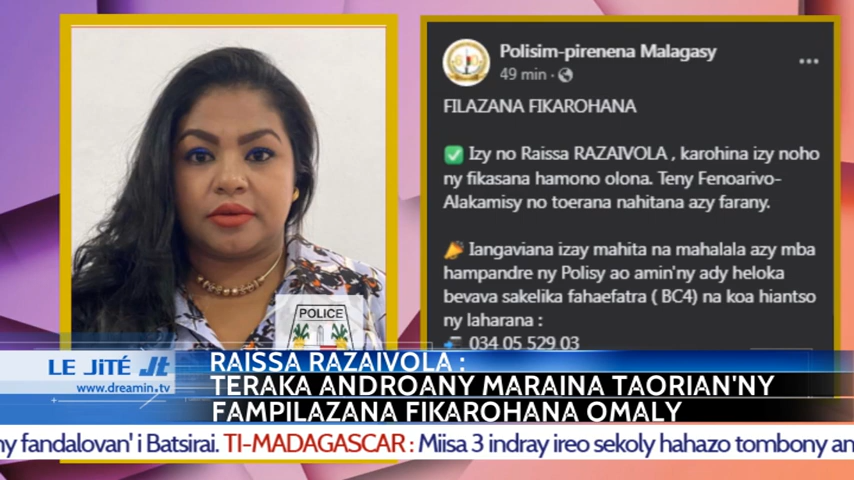 Polisim-pirenena Malagasy
49 min ·
FILAZANA FIKAROHANA
Izy no Raissa RAZAIVOLA , karohina izy noho
ny fikasana hamono olona. Teny Fenoarivo-
Alakamisy no toerana nahitana azy farany.
Iangaviana izay mahita na mahalala azy mba
hampandre ny Polisy ao amin'ny ady heloka
bevava sakelika fahaefatra ( BC4) na koa hiantso
ny laharana :
034 05 529 03
POLICE
LE JiTÉ Jt
www.dreamin.tv
RAISSA RAZAIVOLA :
TERAKA ANDROANY MARAINA TAORIAN'NY
FAMPILAZANA FIKAROHANA OMALY
ny fandalovan' i Batsirai. TI-MADAGASCAR : Miisa 3 indray ireo sekoly hahazo tombony an